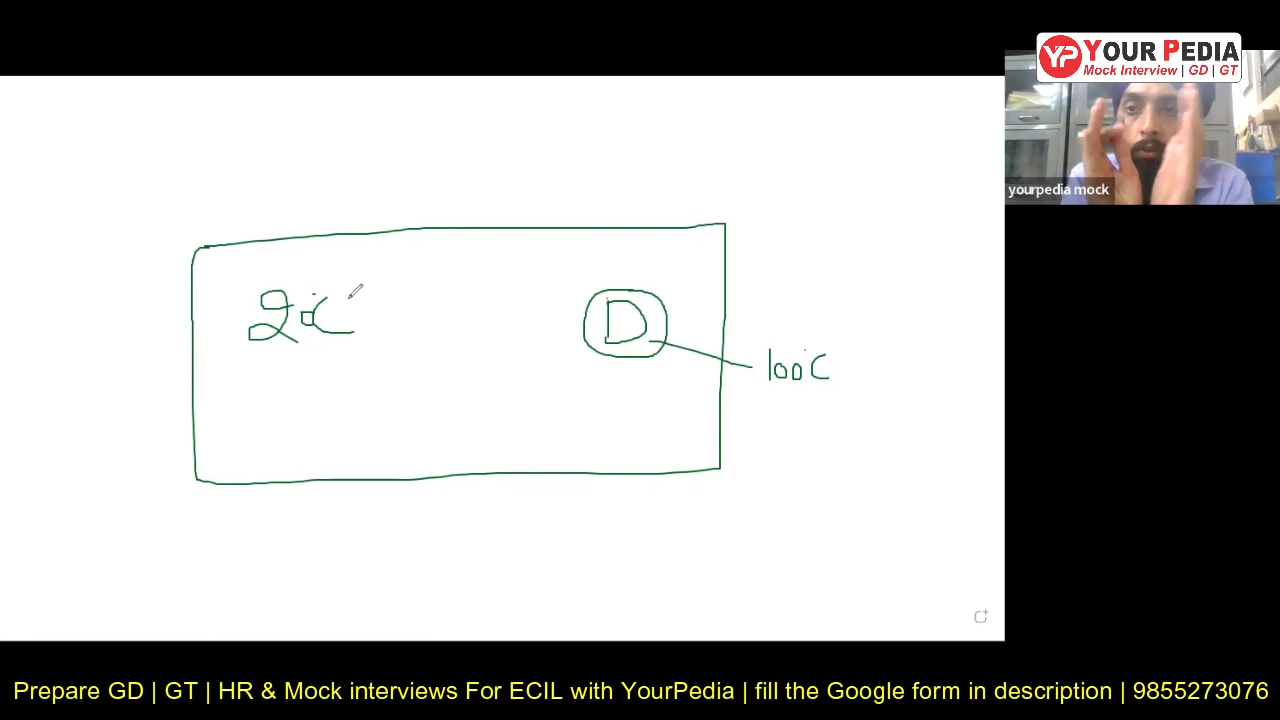 YP YOUR PEDIA
Mock Interview | GD | GT
yourpedia mock
20°C
D
100°C
Prepare GD | GT | HR & Mock interviews For ECIL with YourPedia | fill the Google form in description | 9855273076